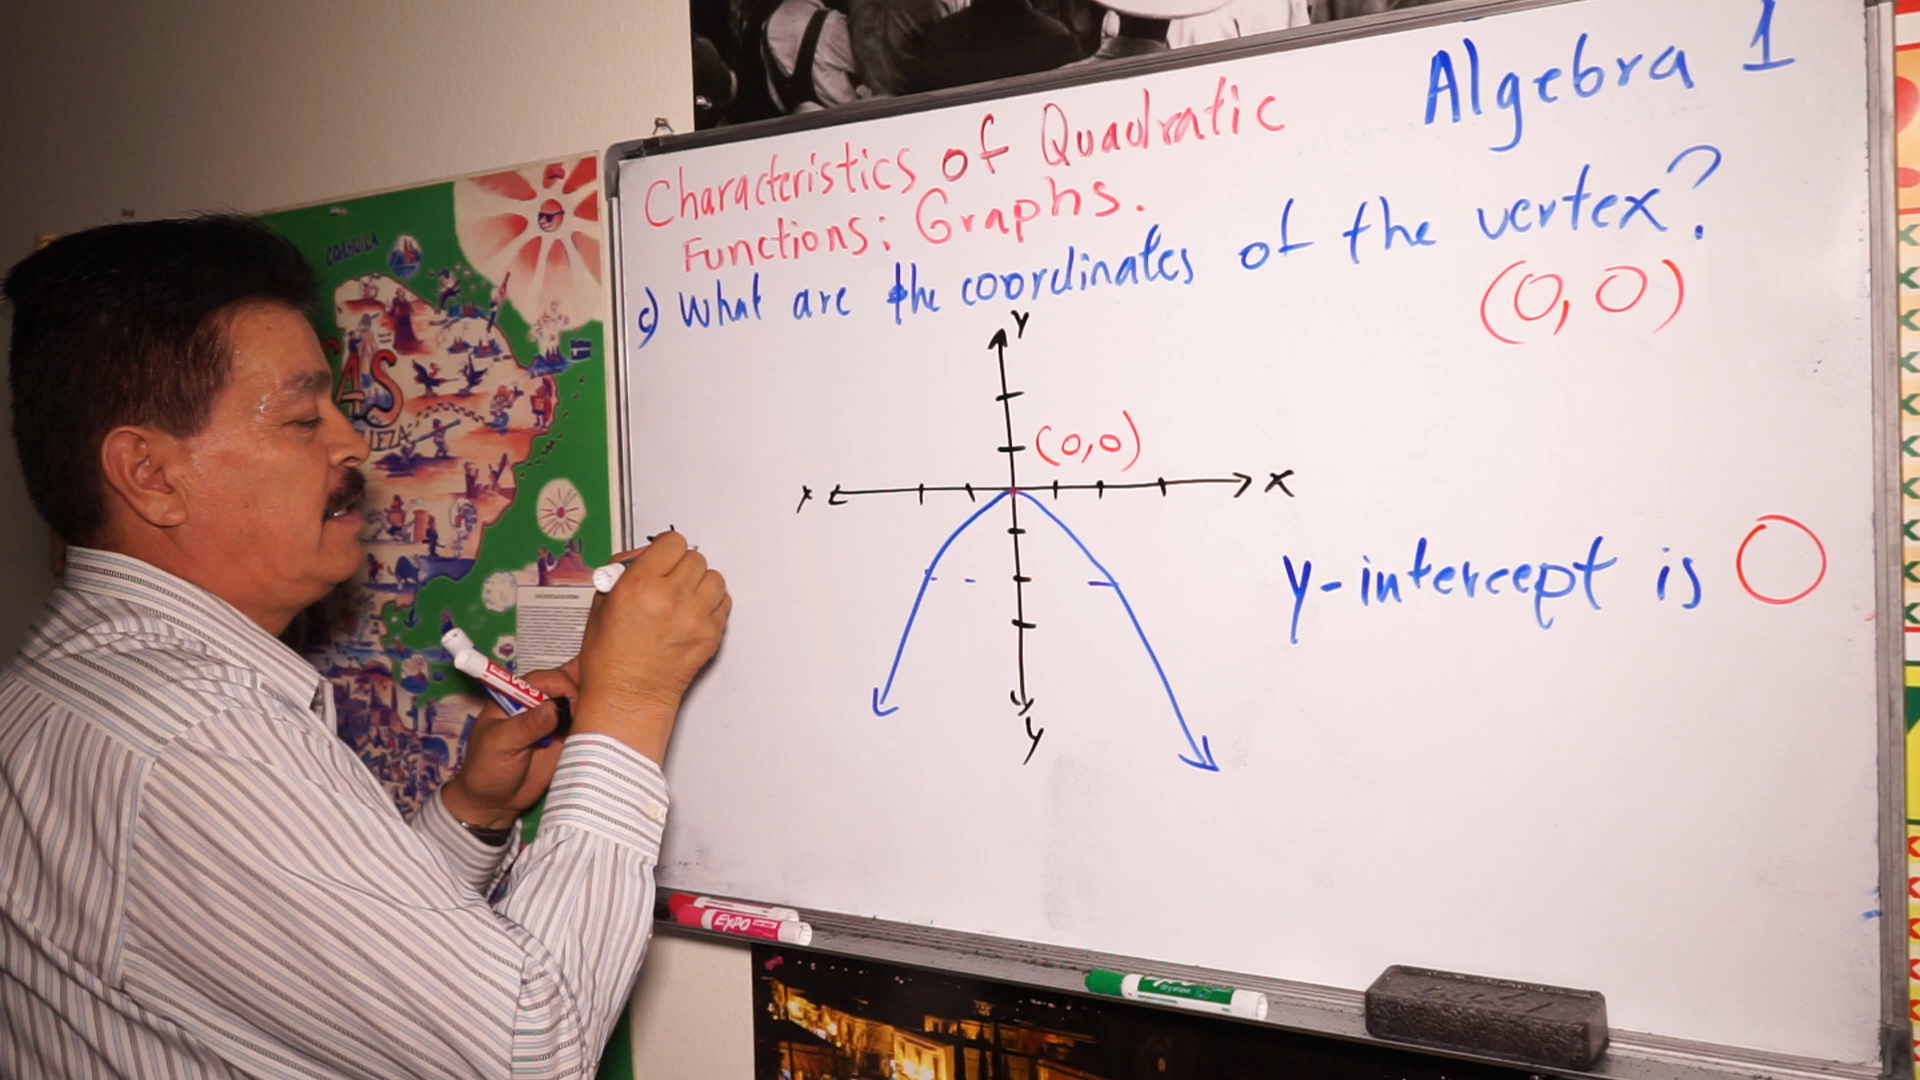 Algebra 1
Characteristics of Quadratic
Functions: Graphs.
c) What are the coordinates of the vertex?
(0,0)
y
(0,0)
x
x
y-intercept is 0
y
COAHUILA
EXPO